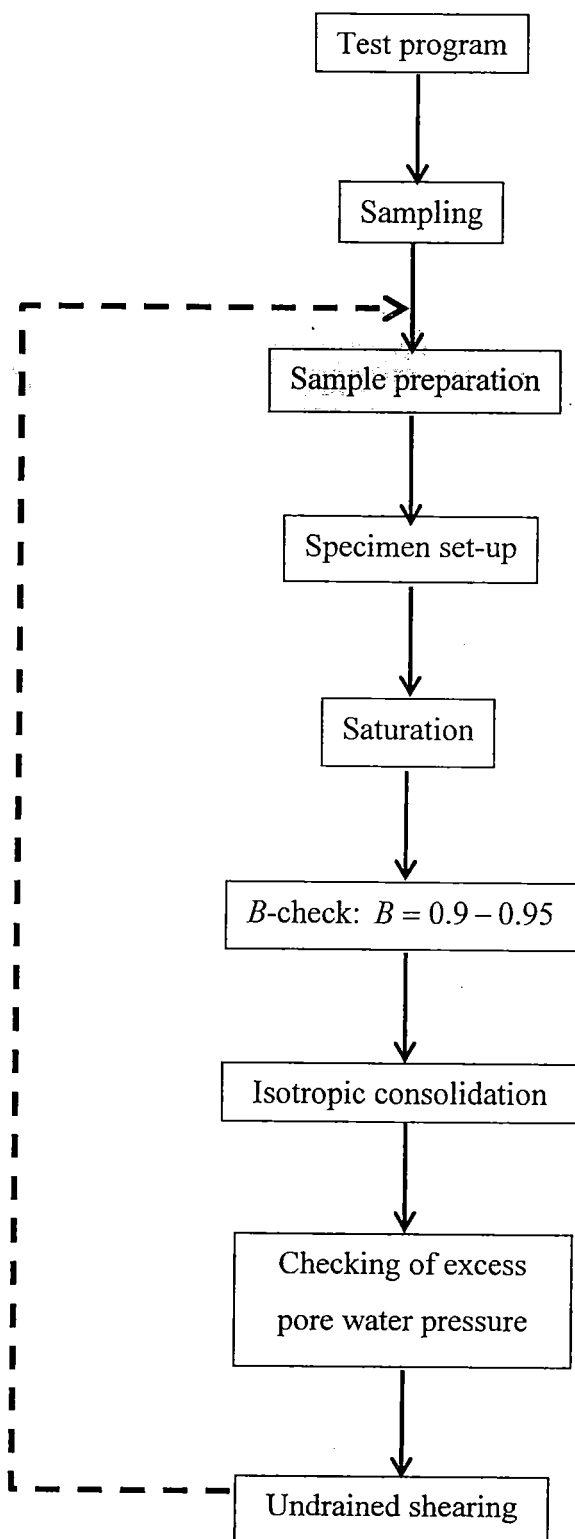 Test program
Sampling
Sample preparation
Specimen set-up
Saturation
B-check: B = 0.9 – 0.95
Isotropic consolidation
Checking of excess
pore water pressure
Undrained shearing